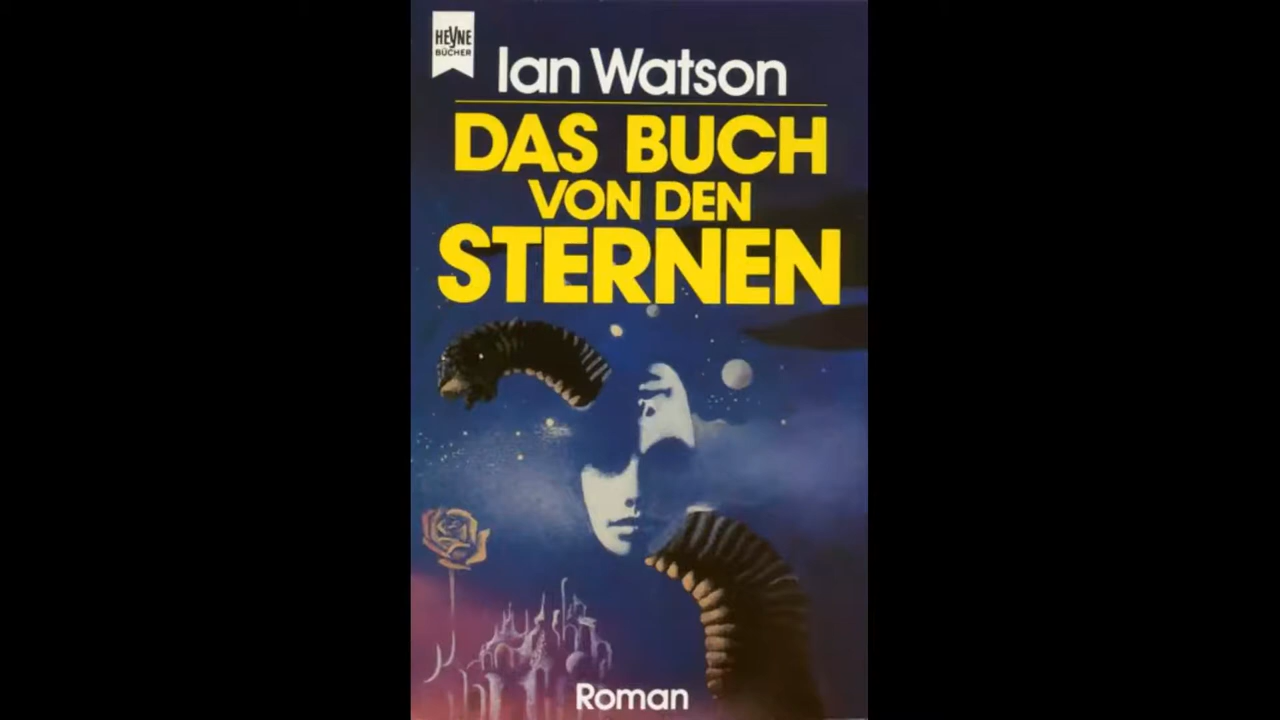 HEYNE
BÜCHER
Ian Watson
DAS BUCH
VON DEN
STERNEN
Roman